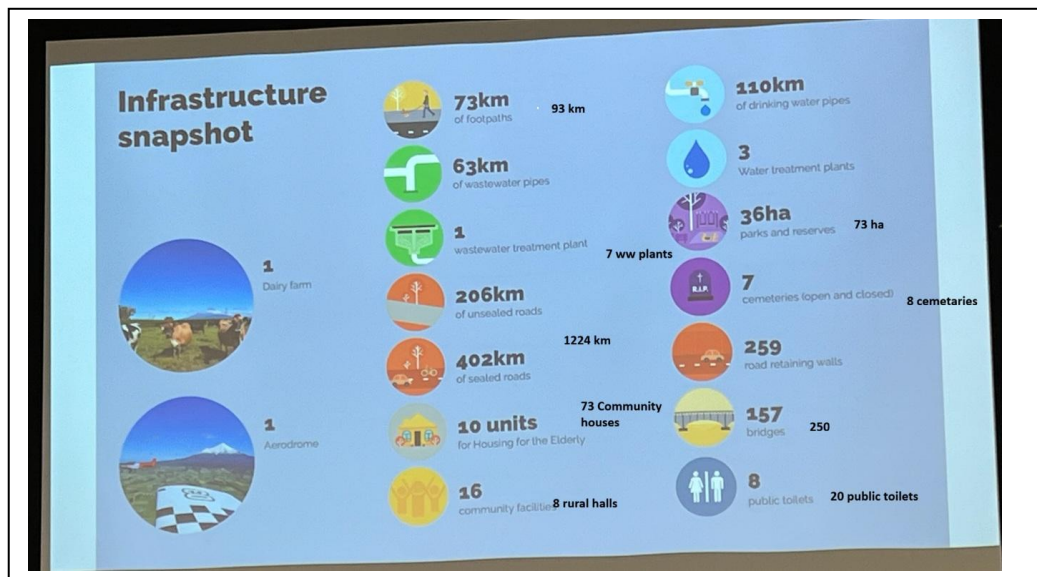 Infrastructure
snapshot
1
Dairy farm
1
Aerodrome
73km
of footpaths
93 km
63km
of wastewater pipes
1
wastewater treatment plant
7 ww plants
206km
of unsealed roads
1224 km
402km
of sealed roads
10 units
for Housing for the Elderly
73 Community
houses
16
community facilities
8 rural halls
110km
of drinking water pipes
3
Water treatment plants
36ha
parks and reserves
73 ha
R.I.P.
7
cemeteries (open and closed)
8 cemetaries
259
road retaining walls
157
bridges
250
8
public toilets
20 public toilets